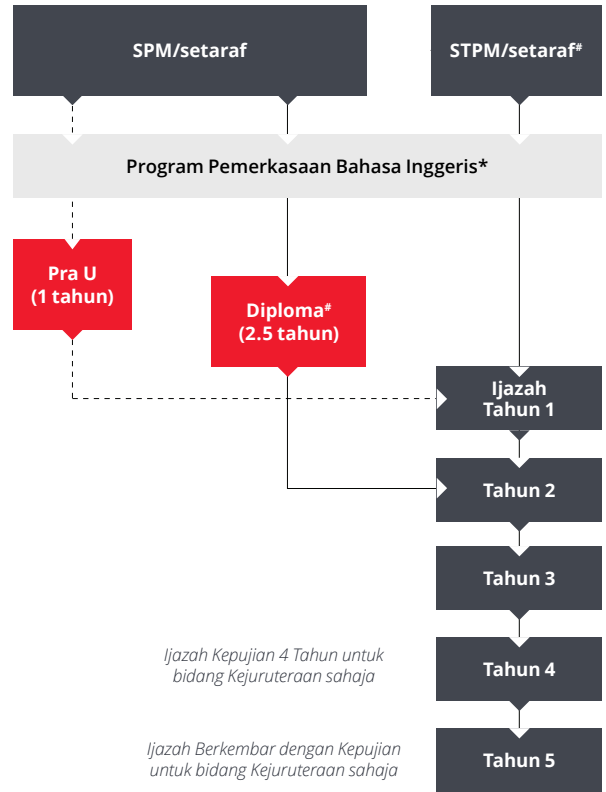 SPM/setaraf
STPM/setaraf#
Program Pemerkasaan Bahasa Inggeris*
Pra U
(1 tahun)
Diploma#
(2.5 tahun)
Ijazah
Tahun 1
Tahun 2
Tahun 3
Ijazah Kepujian 4 Tahun untuk
bidang Kejuruteraan sahaja
Tahun 4
Ijazah Berkembar dengan Kepujian
untuk bidang Kejuruteraan sahaja
Tahun 5